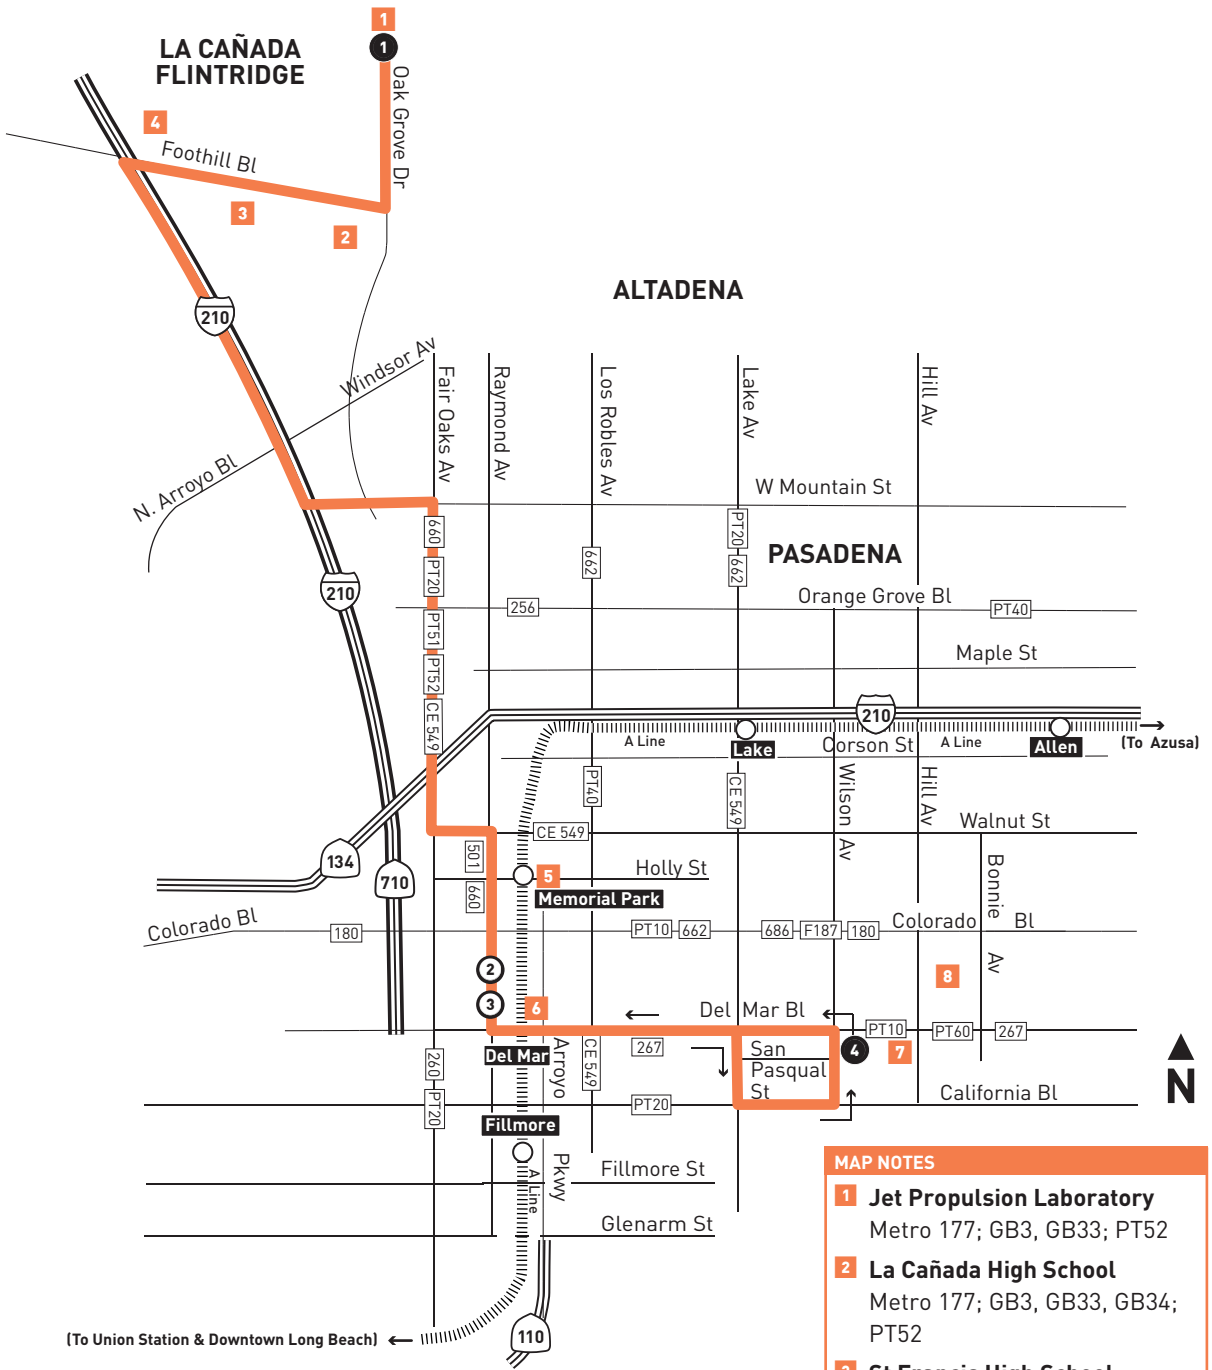 1
1
LA CAÑADA
FLINTRIDGE
Oak Grove Dr
4
Foothill Bl
3
2
ALTADENA
210
Windsor Av
N. Arroyo Bl
Fair Oaks Av
Raymond Av
Los Robles Av
Lake Av
Hill Av
W Mountain St
660
PT20
PT51
PT52
CE 549
662
PT20
662
PASADENA
210
256
Orange Grove Bl
PT40
Maple St
210
A Line
Lake
Corson St
A Line
Allen
(To Azusa)
PT40
CE 549
Wilson Av
Hill Av
CE 549
Walnut St
134
710
501
660
5
Holly St
Memorial Park
Bonnie Av
Colorado Bl
180
PT10
662
686
F187
180
Colorado Bl
2
3
6
8
Del Mar Bl
PT10
PT60
267
Del Mar
Arroyo Pkwy
CE 549
267
San
Pasqual
St
4
7
N
260
PT20
PT20
California Bl
Fillmore
A Line
Fillmore St
Glenarm St
(To Union Station & Downtown Long Beach)
110
MAP NOTES
1 Jet Propulsion Laboratory
Metro 177; GB3, GB33; PT52
2 La Cañada High School
Metro 177; GB3, GB33, GB34;
PT52
3 St Francis High School